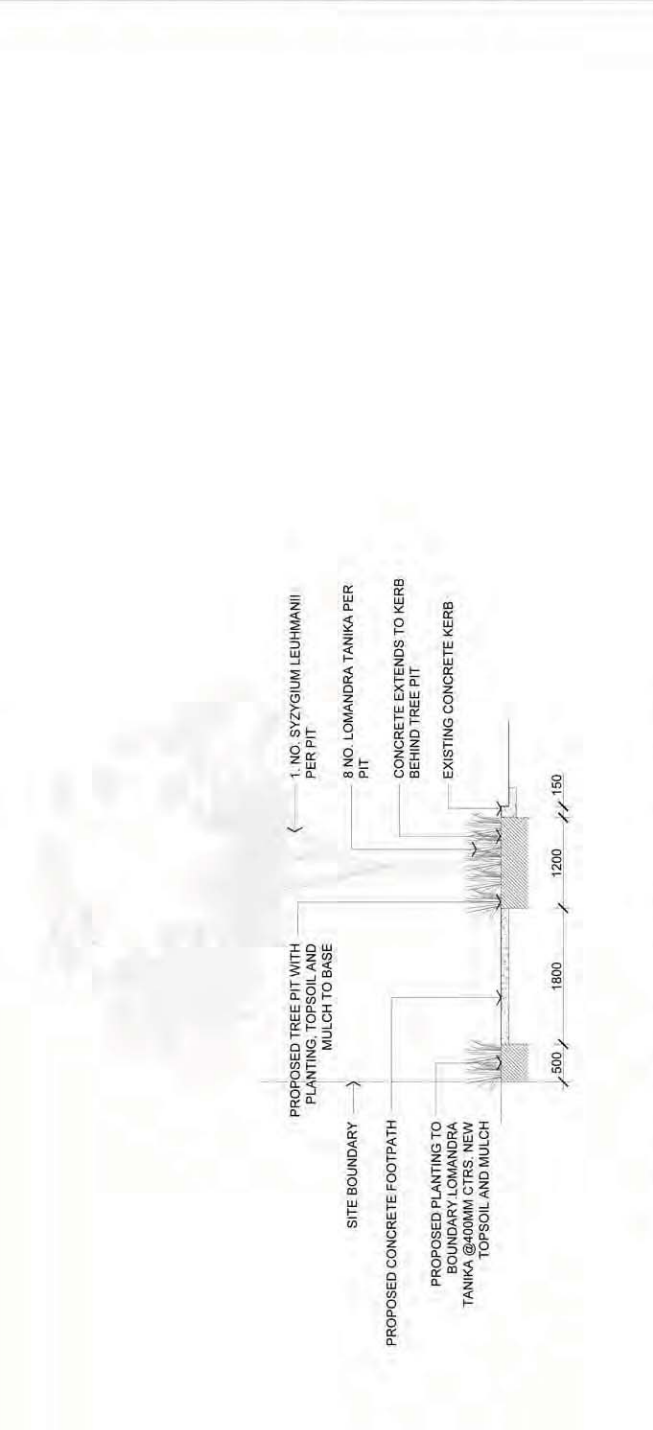 1. NO. SYZYGIUM LEUHMANII
PER PIT
8 NO. LOMANDRA TANIKA PER
PIT
CONCRETE EXTENDS TO KERB
BEHIND TREE PIT
EXISTING CONCRETE KERB
PROPOSED TREE PIT WITH
PLANTING, TOPSOIL AND
MULCH TO BASE
SITE BOUNDARY
PROPOSED CONCRETE FOOTPATH
PROPOSED PLANTING TO
BOUNDARY.LOMANDRA
TANIKA @400MM CTRS. NEW
TOPSOIL AND MULCH
500
1800
1200
150